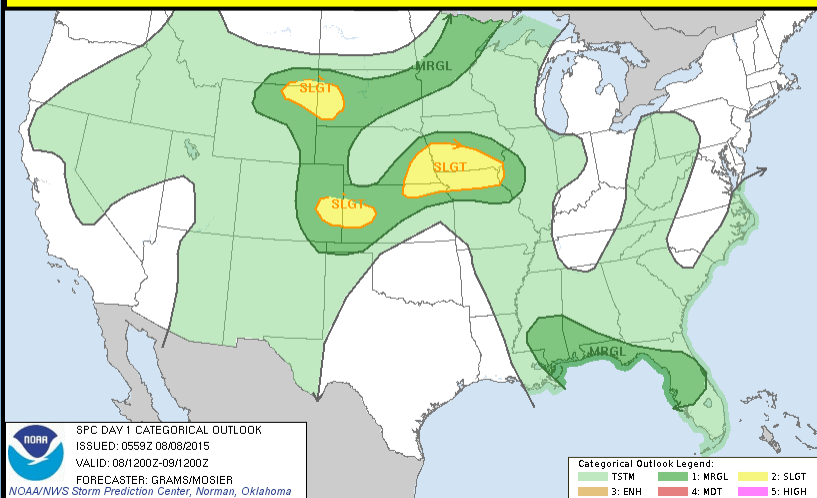 MRGL
SLGT
SLGT
SLGT
MRGL
NOAA
SPC DAY 1 CATEGORICAL OUTLOOK
ISSUED: 0559Z 08/08/2015
VALID: 08/1200Z-09/1200Z
FORECASTER: GRAMS/MOSIER
NOAA/NWS Storm Prediction Center, Norman, Oklahoma
Categorical Outlook Legend:
TSTM 1: MRGL 2: SLGT
3: ENH 4: MDT 5: HIGH